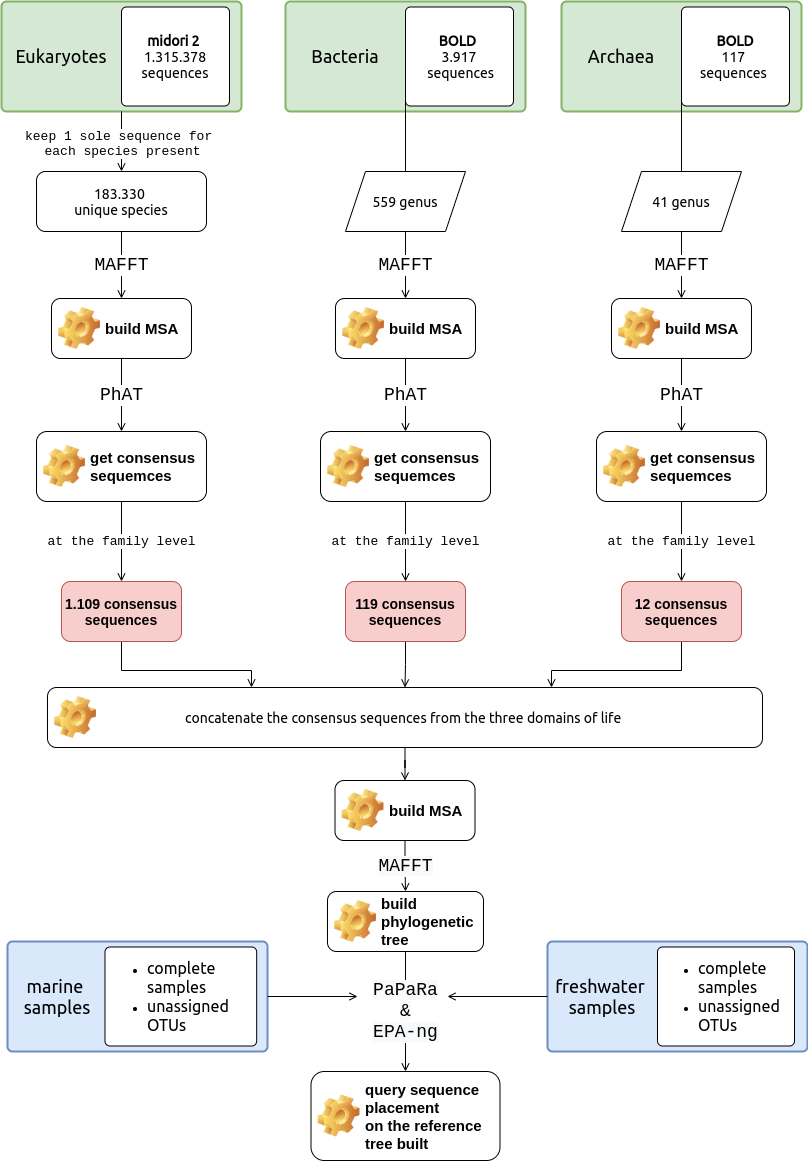 Eukaryotes
midori 2
1.315.378
sequences
Bacteria
BOLD
3.917
sequences
Archaea
BOLD
117
sequences
keep 1 sole sequence for
each species present
183.330
unique species
559 genus
41 genus
MAFFT
MAFFT
MAFFT
build MSA
build MSA
build MSA
PhAT
PhAT
PhAT
get consensus
sequemces
get consensus
sequemces
get consensus
sequemces
at the family level
at the family level
at the family level
1.109 consensus
sequences
119 consensus
sequences
12 consensus
sequences
concatenate the consensus sequences from the three domains of life
build MSA
MAFFT
build
phylogenetic
tree
marine
samples
• complete
samples
• unassigned
OTUs
PaPaRa
&
EPA-ng
freshwater
samples
• complete
samples
• unassigned
OTUs
query sequence
placement
on the reference
tree built